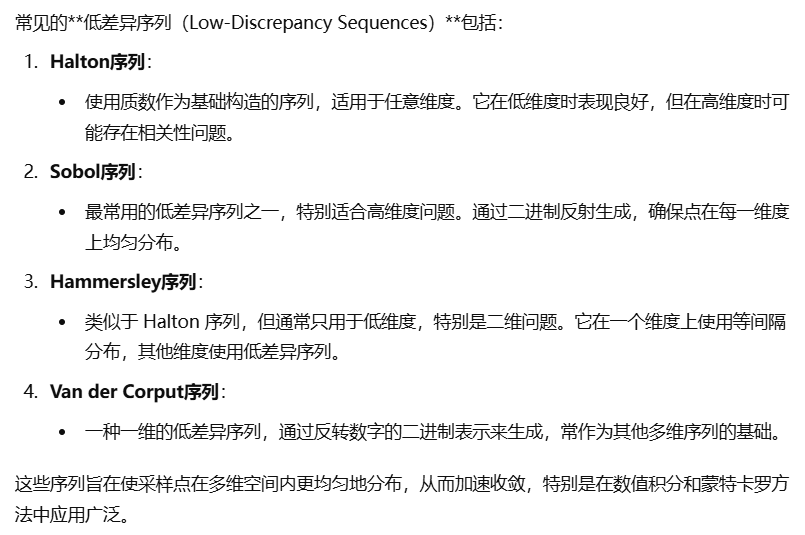 常见的**低差异序列（Low-Discrepancy Sequences）**包括：
1. Halton序列：
• 使用质数作为基础构造的序列，适用于任意维度。它在低维度时表现良好，但在高维度时可
能存在相关性问题。
2. Sobol序列：
• 最常用的低差异序列之一，特别适合高维度问题。通过二进制反射生成，确保点在每一维度
上均匀分布。
3. Hammersley序列：
• 类似于 Halton 序列，但通常只用于低维度，特别是二维问题。它在一个维度上使用等间隔
分布，其他维度使用低差异序列。
4. Van der Corput序列：
• 一种一维的低差异序列，通过反转数字的二进制表示来生成，常作为其他多维序列的基础。
这些序列旨在使采样点在多维空间内更均匀地分布，从而加速收敛，特别是在数值积分和蒙特卡罗方
法中应用广泛。